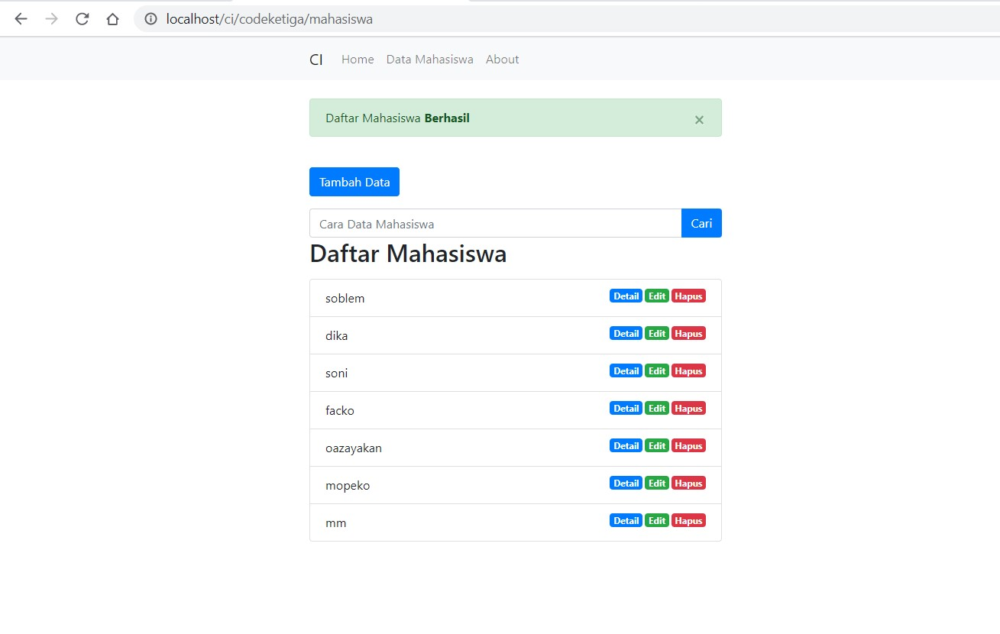 localhost/ci/codeketiga/mahasiswa
CI Home Data Mahasiswa About
Daftar Mahasiswa Berhasil ×
Tambah Data
Cara Data Mahasiswa Cari
Daftar Mahasiswa
soblem Detail Edit Hapus
dika Detail Edit Hapus
soni Detail Edit Hapus
facko Detail Edit Hapus
oazayakan Detail Edit Hapus
mopeko Detail Edit Hapus
mm Detail Edit Hapus